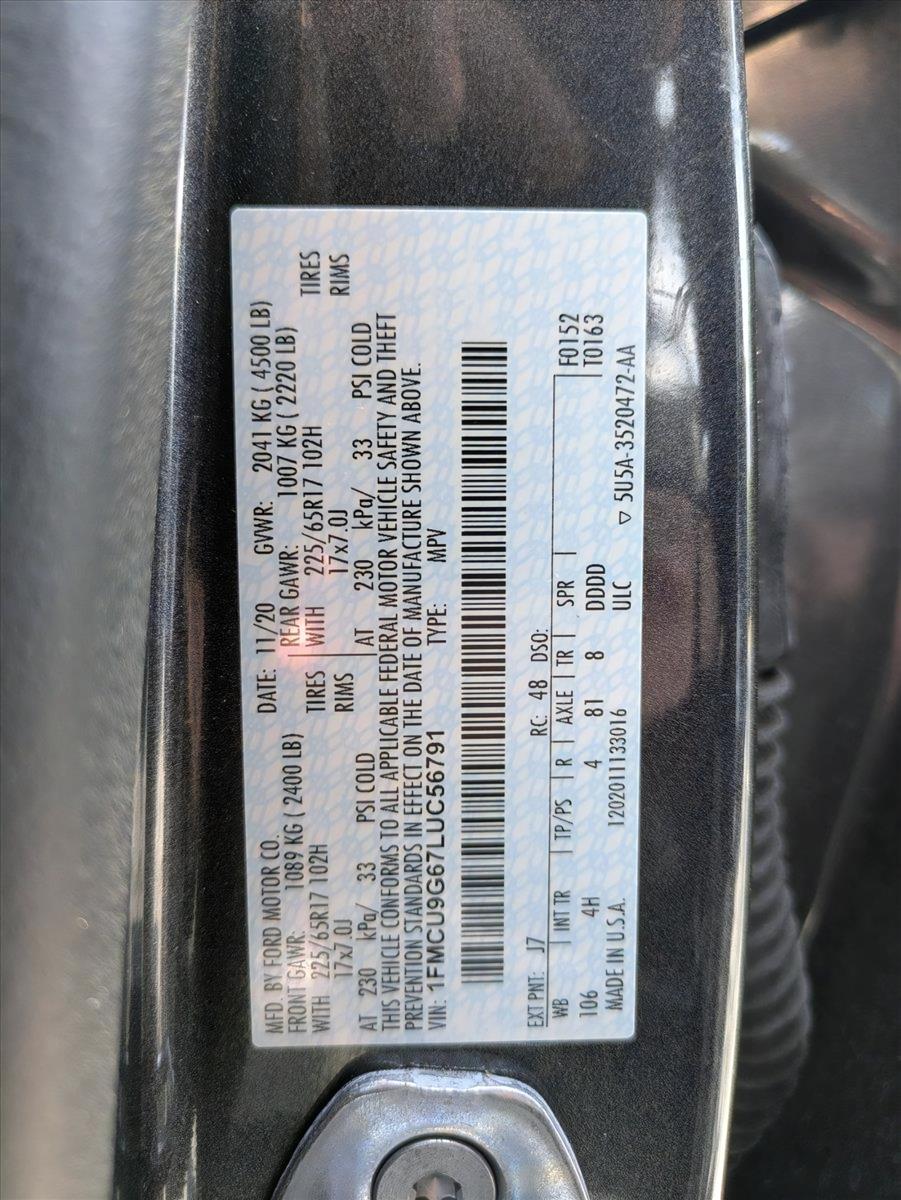 MFD. BY FORD MOTOR CO. DATE: 11/20 GVWR: 2041 KG ( 4500 LB)
FRONT GAWR: 1089 KG ( 2400 LB) REAR GAWR: 1007 KG ( 2220 LB)
WITH 225/65R17 102H TIRES WITH 225/65R17 102H TIRES
17x7.0J RIMS 17x7.0J RIMS
AT 230 kPa/ 33 PSI COLD AT 230 kPa/ 33 PSI COLD
THIS VEHICLE CONFORMS TO ALL APPLICABLE FEDERAL MOTOR VEHICLE SAFETY AND THEFT
PREVENTION STANDARDS IN EFFECT ON THE DATE OF MANUFACTURE SHOWN ABOVE.
VIN: 1FMCU9G67LUC56791 TYPE: MPV
EXT PNT: J7 RC: 48 DSO: F0152
WB INT TR TP/PS R AXLE TR SPR T0163
106 4H 4 81 8 DDDD
MADE IN U.S.A. 12020111133016 ULC ▽ 5U5A-3520472-AA